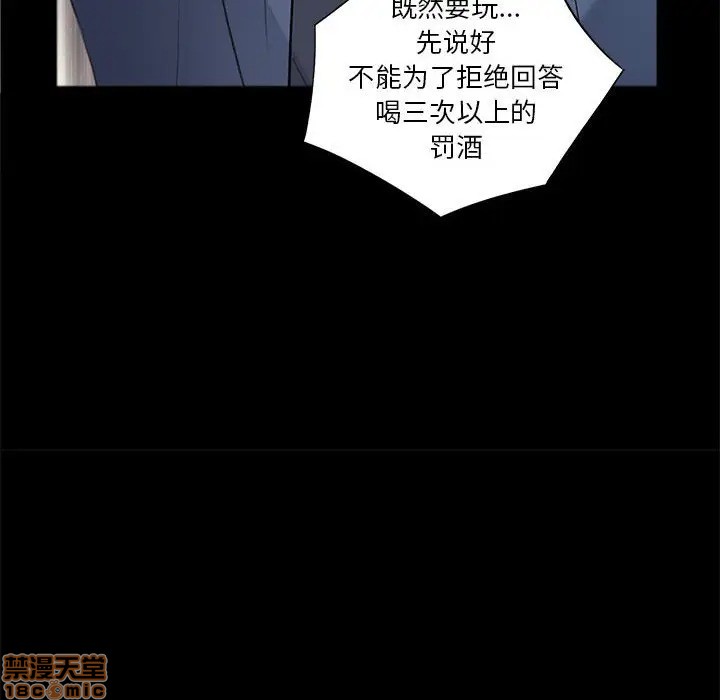 既然要玩...
先说好
不能为了拒绝回答
喝三次以上的
罚酒
禁漫天堂
18comic